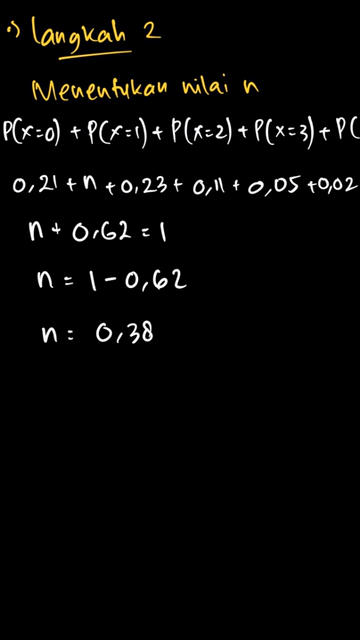 •) Langkah 2
Menentukan nilai n
P(x=0) + P(x=1) + P(x=2) + P(x=3) + P(
0,21 + n + 0,23 + 0,11 + 0,05 + 0,02
n + 0,62 = 1
n = 1 - 0,62
n = 0,38